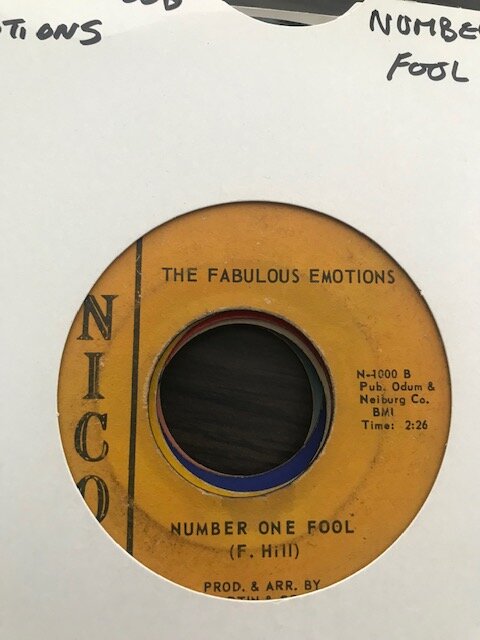 OTIONS
NUMBE
FOOL
NICO
THE FABULOUS EMOTIONS
N-1000 B
Pub. Odum &
Neiburg Co.
BMI
Time: 2:26
NUMBER ONE FOOL
(F. Hill)
PROD. & ARR. BY